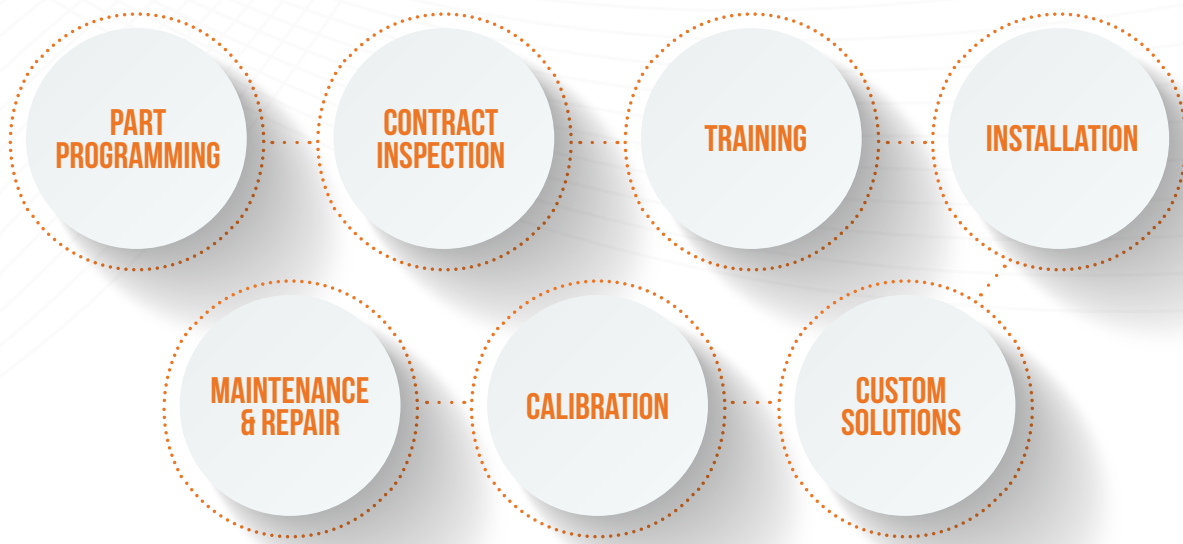 PART
PROGRAMMING
CONTRACT
INSPECTION
TRAINING
INSTALLATION
MAINTENANCE
& REPAIR
CALIBRATION
CUSTOM
SOLUTIONS